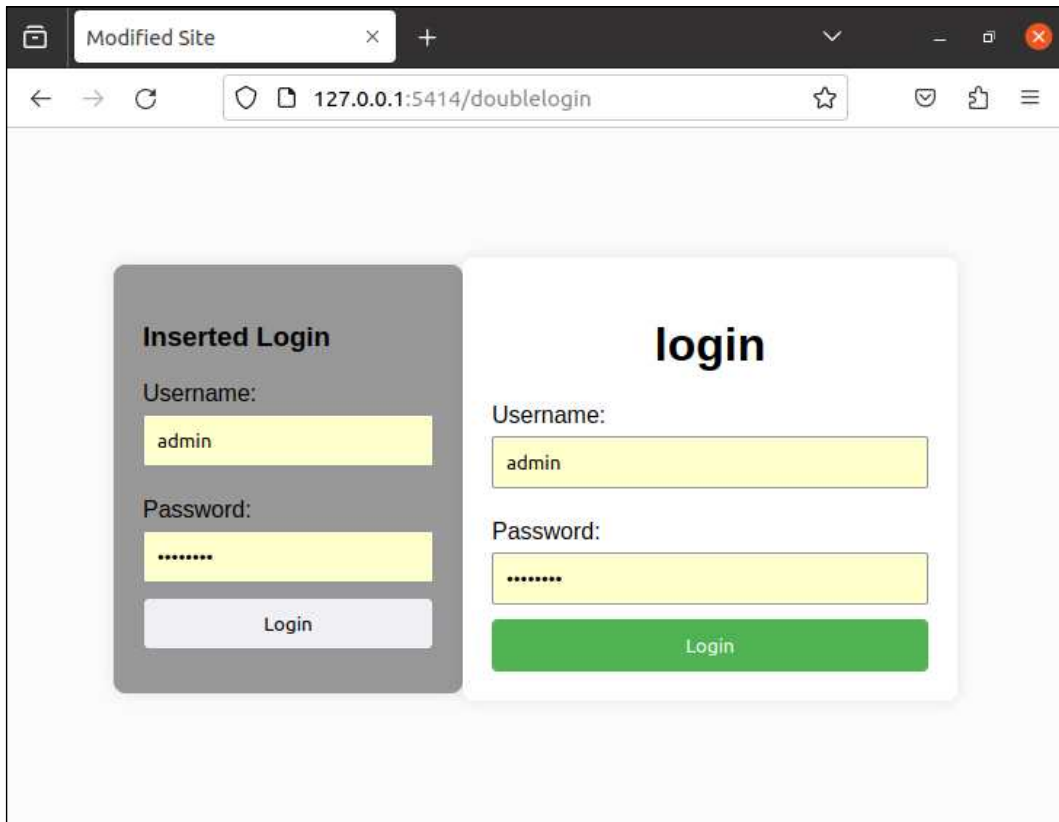 Modified Site
127.0.0.1:5414/doublelogin
Inserted Login
Username:
admin
Password:
••••••••
Login
login
Username:
admin
Password:
••••••••
Login